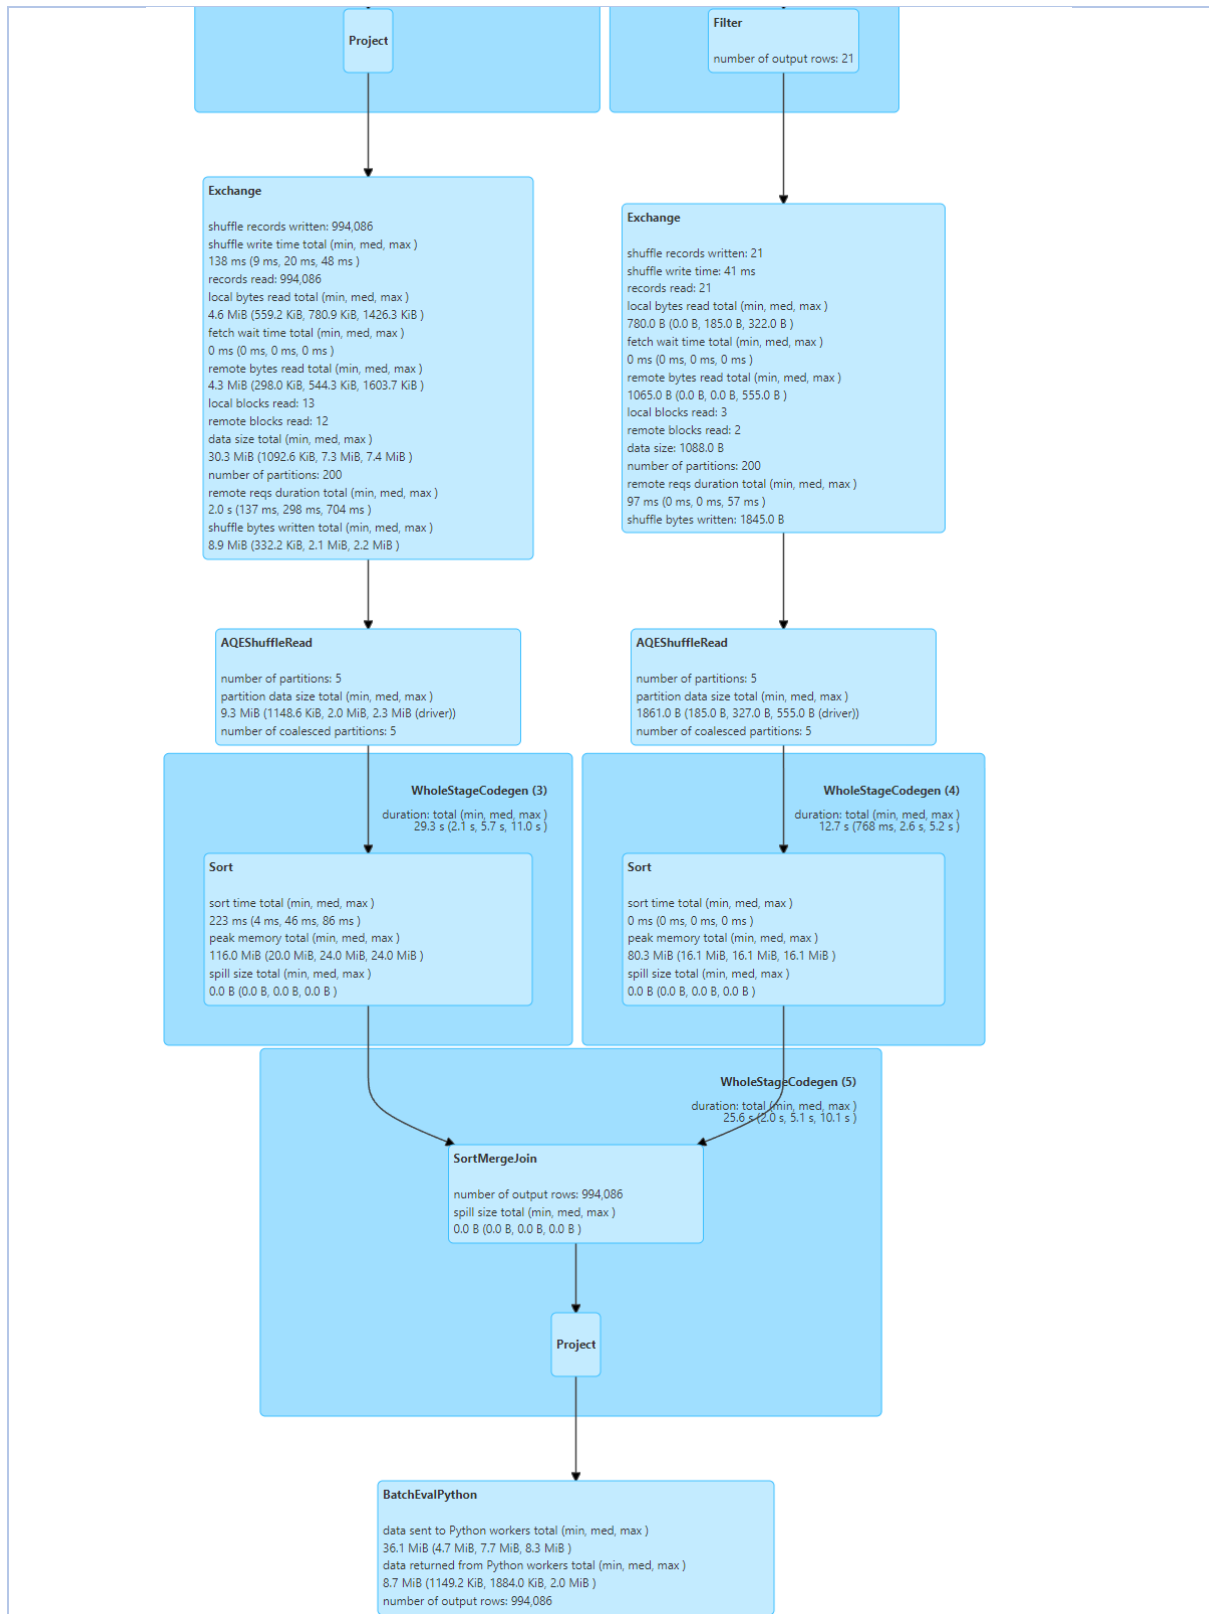 Project
Filter
number of output rows: 21
Exchange
shuffle records written: 994,086
shuffle write time total (min, med, max )
138 ms (9 ms, 20 ms, 48 ms )
records read: 994,086
local bytes read total (min, med, max )
4.6 MiB (559.2 KiB, 780.9 KiB, 1426.3 KiB )
fetch wait time total (min, med, max )
0 ms (0 ms, 0 ms, 0 ms )
remote bytes read total (min, med, max )
4.3 MiB (298.0 KiB, 544.3 KiB, 1603.7 KiB )
local blocks read: 13
remote blocks read: 12
data size total (min, med, max )
30.3 MiB (1092.6 KiB, 7.3 MiB, 7.4 MiB )
number of partitions: 200
remote reqs duration total (min, med, max )
2.0 s (137 ms, 298 ms, 704 ms )
shuffle bytes written total (min, med, max )
8.9 MiB (332.2 KiB, 2.1 MiB, 2.2 MiB )
Exchange
shuffle records written: 21
shuffle write time: 41 ms
records read: 21
local bytes read total (min, med, max )
780.0 B (0.0 B, 185.0 B, 322.0 B )
fetch wait time total (min, med, max )
0 ms (0 ms, 0 ms, 0 ms )
remote bytes read total (min, med, max )
1065.0 B (0.0 B, 0.0 B, 555.0 B )
local blocks read: 3
remote blocks read: 2
data size: 1088.0 B
number of partitions: 200
remote reqs duration total (min, med, max )
97 ms (0 ms, 0 ms, 57 ms )
shuffle bytes written: 1845.0 B
AQEShuffleRead
number of partitions: 5
partition data size total (min, med, max )
9.3 MiB (1148.6 KiB, 2.0 MiB, 2.3 MiB (driver))
number of coalesced partitions: 5
AQEShuffleRead
number of partitions: 5
partition data size total (min, med, max )
1861.0 B (185.0 B, 327.0 B, 555.0 B (driver))
number of coalesced partitions: 5
WholeStageCodegen (3)
duration: total (min, med, max )
29.3 s (2.1 s, 5.7 s, 11.0 s )
Sort
sort time total (min, med, max )
223 ms (4 ms, 46 ms, 86 ms )
peak memory total (min, med, max )
116.0 MiB (20.0 MiB, 24.0 MiB, 24.0 MiB )
spill size total (min, med, max )
0.0 B (0.0 B, 0.0 B, 0.0 B )
WholeStageCodegen (4)
duration: total (min, med, max )
12.7 s (768 ms, 2.6 s, 5.2 s )
Sort
sort time total (min, med, max )
0 ms (0 ms, 0 ms, 0 ms )
peak memory total (min, med, max )
80.3 MiB (16.1 MiB, 16.1 MiB, 16.1 MiB )
spill size total (min, med, max )
0.0 B (0.0 B, 0.0 B, 0.0 B )
WholeStageCodegen (5)
duration: total (min, med, max )
25.6 s (2.0 s, 5.1 s, 10.1 s )
SortMergeJoin
number of output rows: 994,086
spill size total (min, med, max )
0.0 B (0.0 B, 0.0 B, 0.0 B )
Project
BatchEvalPython
data sent to Python workers total (min, med, max )
36.1 MiB (4.7 MiB, 7.7 MiB, 8.3 MiB )
data returned from Python workers total (min, med, max )
8.7 MiB (1149.2 KiB, 1884.0 KiB, 2.0 MiB )
number of output rows: 994,086